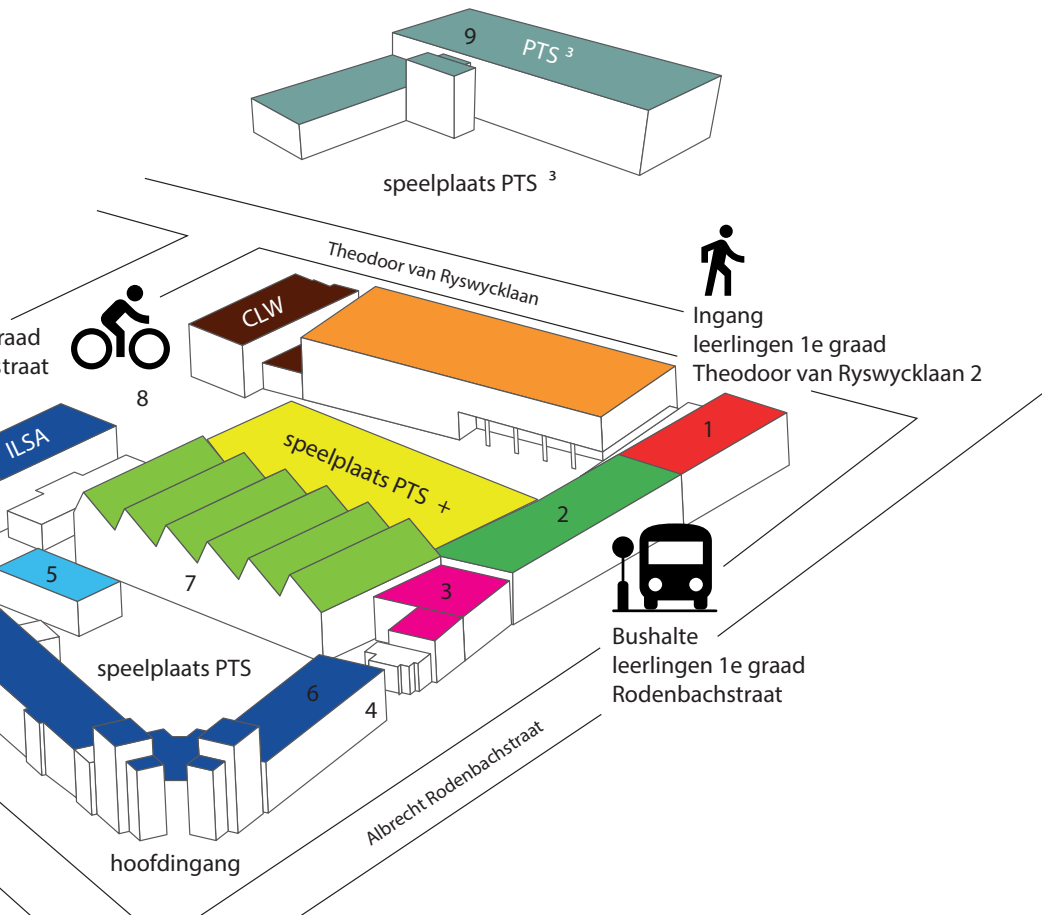 9
PTS ³
speelplaats PTS ³
Theodoor van Ryswycklaan
Ingang
leerlingen 1e graad
Theodoor van Ryswycklaan 2
raad
straat
CLW
8
ILSA
1
speelplaats PTS +
2
5
7
3
Bushalte
leerlingen 1e graad
Rodenbachstraat
speelplaats PTS
6
4
Albrecht Rodenbachstraat
hoofdingang